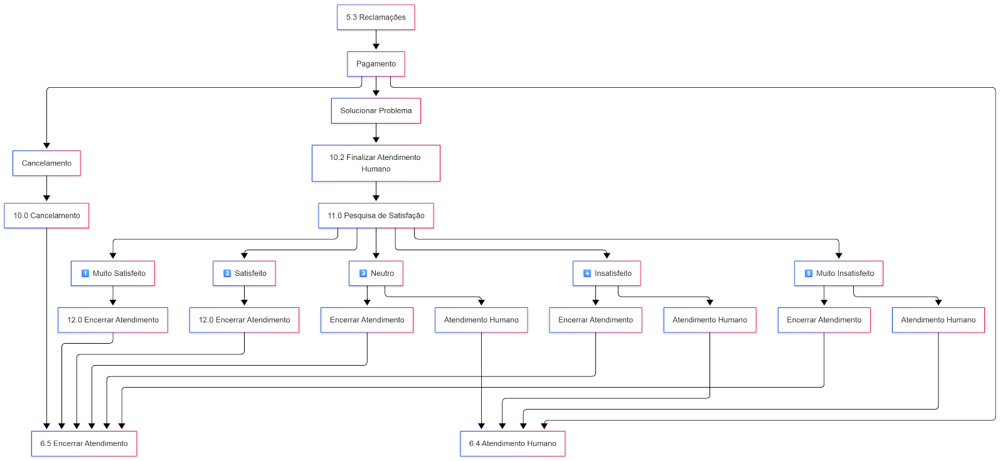 5.3 Reclamações
Pagamento
Solucionar Problema
Cancelamento
10.2 Finalizar Atendimento
Humano
10.0 Cancelamento
11.0 Pesquisa de Satisfação
1 Muito Satisfeito
2 Satisfeito
3 Neutro
4 Insatisfeito
5 Muito Insatisfeito
12.0 Encerrar Atendimento
12.0 Encerrar Atendimento
Encerrar Atendimento
Atendimento Humano
Encerrar Atendimento
Atendimento Humano
Encerrar Atendimento
Atendimento Humano
6.5 Encerrar Atendimento
6.4 Atendimento Humano